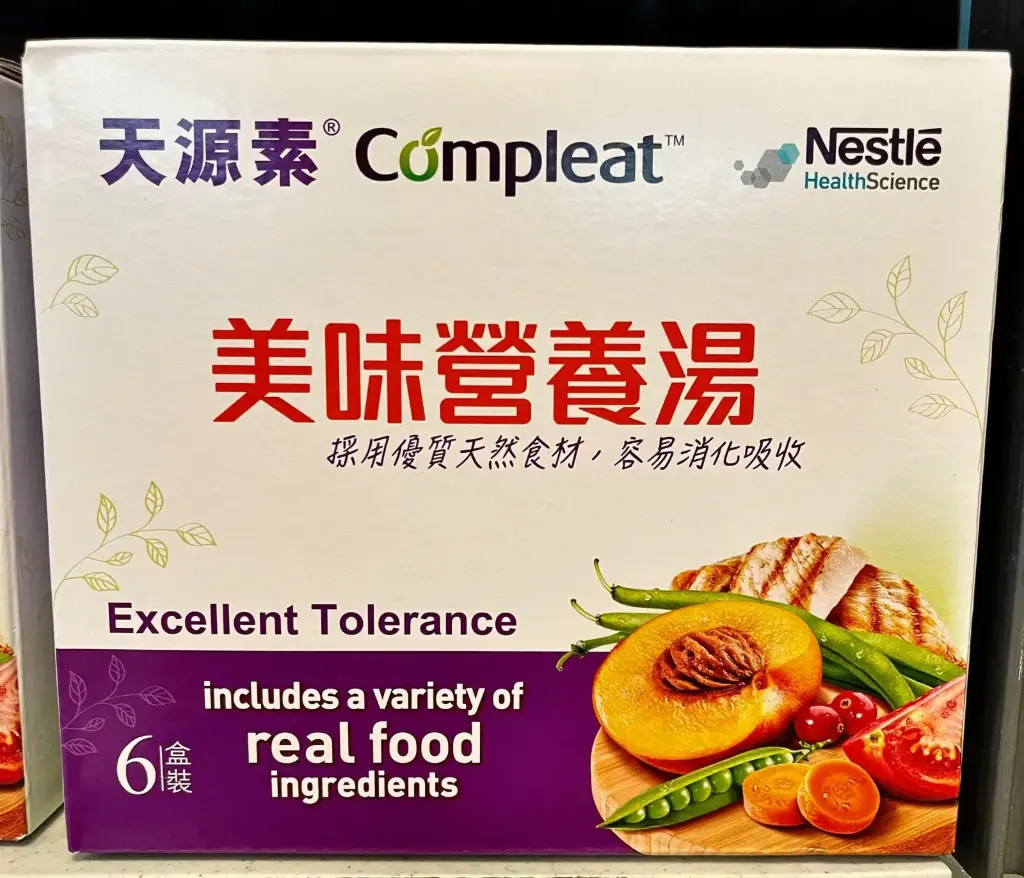 天源素® Compleat™ Nestlé
HealthScience
美味營養湯
採用優質天然食材，容易消化吸收
Excellent Tolerance
includes a variety of
real food
ingredients
6盒裝